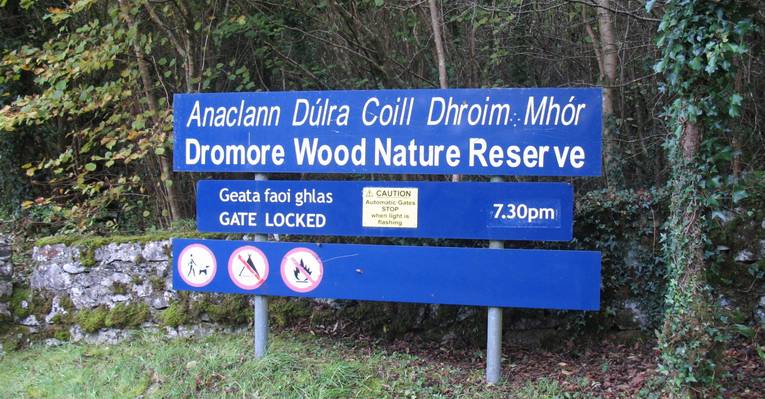 Anaclann Dúlra Coill Dhroim Mhór
Dromore Wood Nature Reserve
Geata faoi ghlas
GATE LOCKED
CAUTION
Automatic Gates
STOP
when light is
flashing
7.30pm